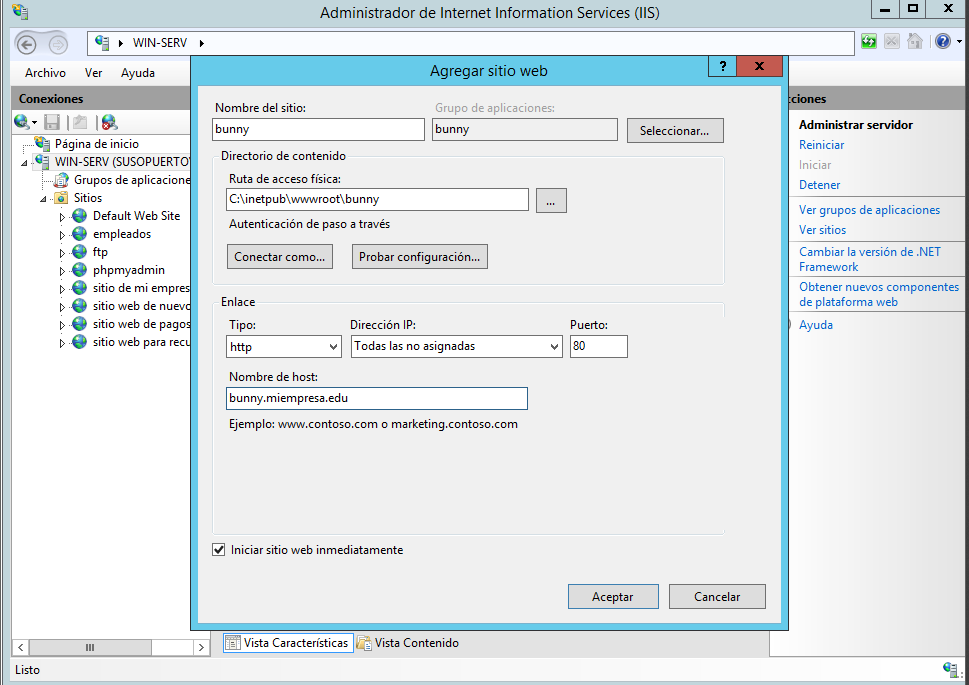 Administrador de Internet Information Services (IIS)
WIN-SERV
Archivo Ver Ayuda
Conexiones
Página de inicio
WIN-SERV (SUSOPUERTO
Grupos de aplicacione
Sitios
Default Web Site
empleados
ftp
phpmyadmin
sitio de mi empres
sitio web de nuevo
sitio web de pagos
sitio web para recu
Agregar sitio web
Nombre del sitio:
Grupo de aplicaciones:
bunny
bunny
Seleccionar...
Directorio de contenido
Ruta de acceso física:
C:\inetpub\wwwroot\bunny
...
Autenticación de paso a través
Conectar como...
Probar configuración...
Enlace
Tipo:
Dirección IP:
Puerto:
http
Todas las no asignadas
80
Nombre de host:
bunny.miempresa.edu
Ejemplo: www.contoso.com o marketing.contoso.com
Iniciar sitio web inmediatamente
Aceptar
Cancelar
ciones
Administrar servidor
Reiniciar
Iniciar
Detener
Ver grupos de aplicaciones
Ver sitios
Cambiar la versión de .NET
Framework
Obtener nuevos componentes
de plataforma web
Ayuda
Vista Características
Vista Contenido
Listo